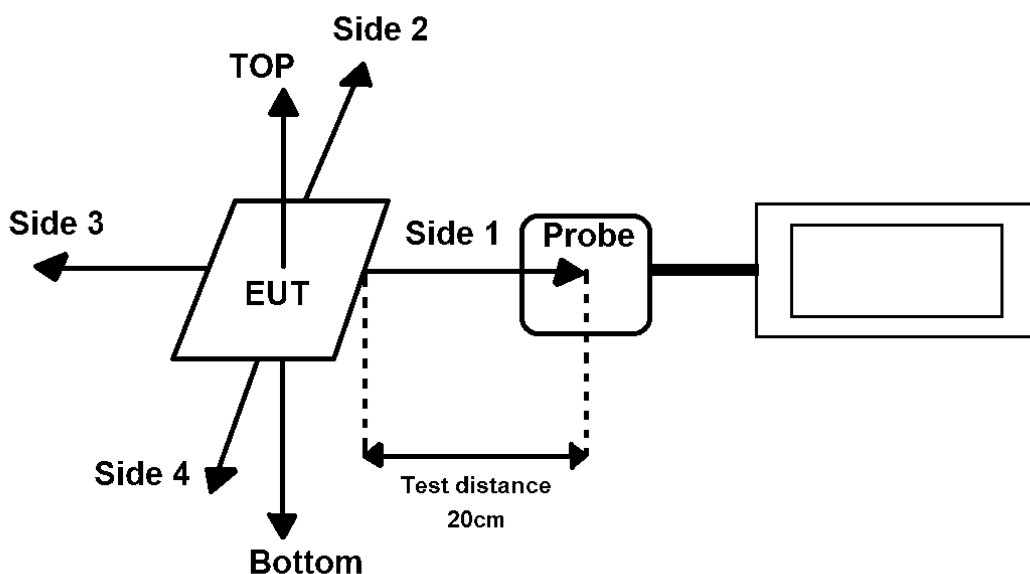 Side 2
TOP
Side 3
Side 1
Probe
EUT
Side 4
Test distance
20cm
Bottom